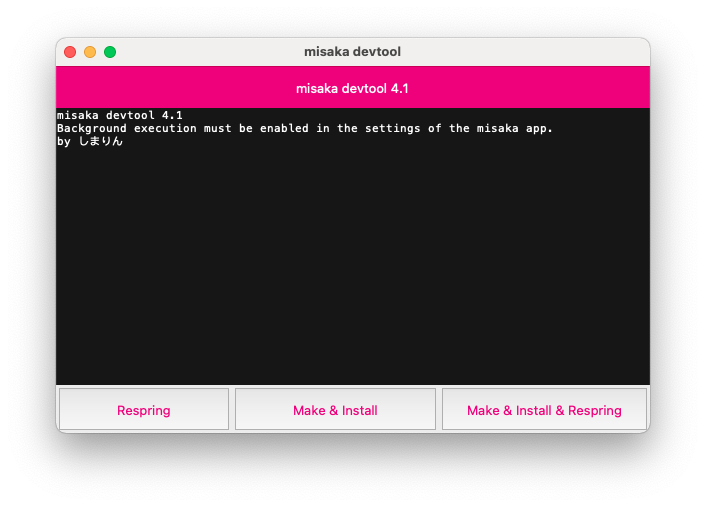 misaka devtool
misaka devtool 4.1
misaka devtool 4.1
Background execution must be enabled in the settings of the misaka app.
by しまりん
Respring
Make & Install
Make & Install & Respring